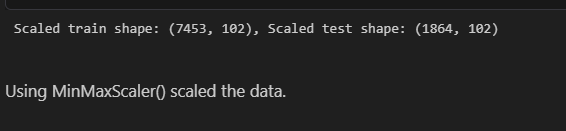 Scaled train shape: (7453, 102), Scaled test shape: (1864, 102)
Using MinMaxScaler() scaled the data.